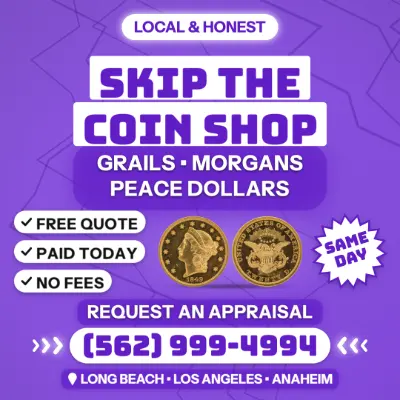 LOCAL & HONEST
SKIP THE
COIN SHOP
GRAILS ▪ MORGANS
PEACE DOLLARS
✓ FREE QUOTE
✓ PAID TODAY
✓ NO FEES
SAME
DAY
REQUEST AN APPRAISAL
(562) 999-4994
LONG BEACH ▪ LOS ANGELES ▪ ANAHEIM